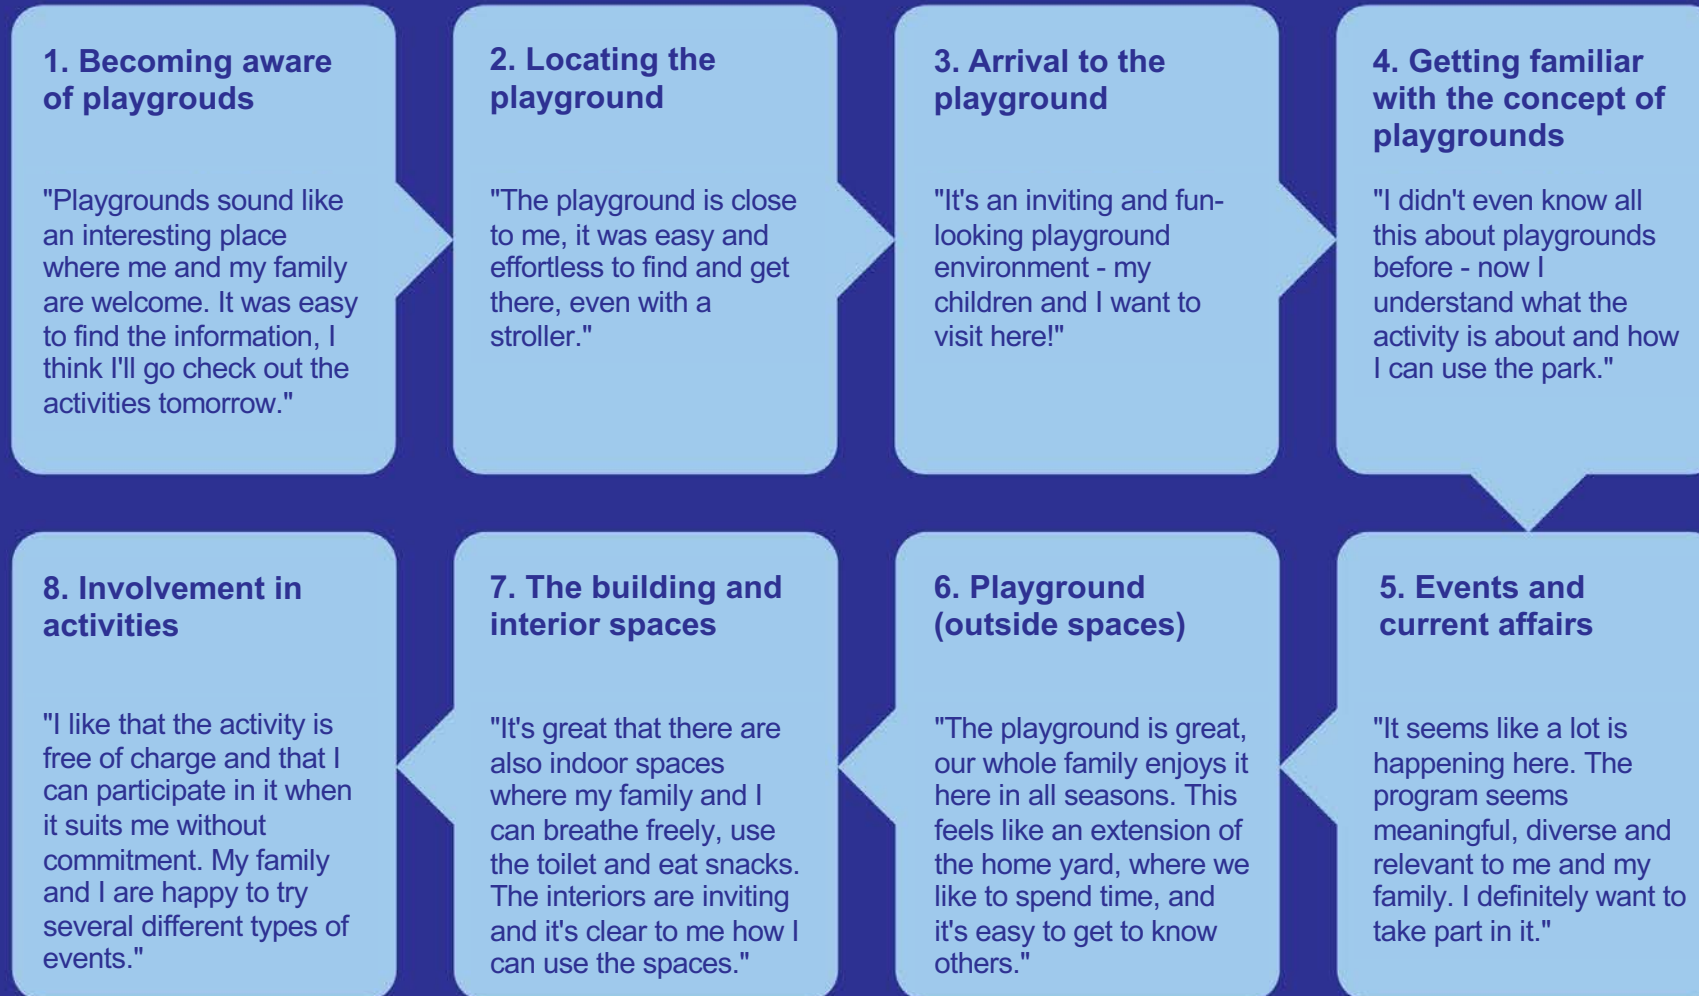 1. Becoming aware
of playgrouds
"Playgrounds sound like
an interesting place
where me and my family
are welcome. It was easy
to find the information, I
think I'll go check out the
activities tomorrow."
2. Locating the
playground
"The playground is close
to me, it was easy and
effortless to find and get
there, even with a
stroller."
3. Arrival to the
playground
"It's an inviting and fun-
looking playground
environment - my
children and I want to
visit here!"
4. Getting familiar
with the concept of
playgrounds
"I didn't even know all
this about playgrounds
before - now I
understand what the
activity is about and how
I can use the park."
5. Events and
current affairs
"It seems like a lot is
happening here. The
program seems
meaningful, diverse and
relevant to me and my
family. I definitely want to
take part in it."
6. Playground
(outside spaces)
"The playground is great,
our whole family enjoys it
here in all seasons. This
feels like an extension of
the home yard, where we
like to spend time, and
it's easy to get to know
others."
7. The building and
interior spaces
"It's great that there are
also indoor spaces
where my family and I
can breathe freely, use
the toilet and eat snacks.
The interiors are inviting
and it's clear to me how I
can use the spaces."
8. Involvement in
activities
"I like that the activity is
free of charge and that I
can participate in it when
it suits me without
commitment. My family
and I are happy to try
several different types of
events."